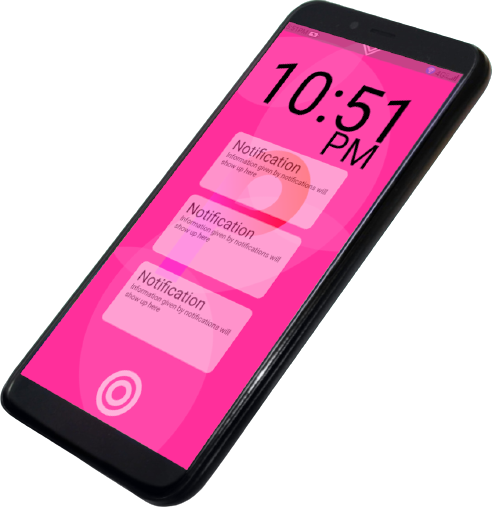 10:51
PM
Notification
Information given by notifications will
show up here
Notification
Information given by notifications will
show up here
Notification
Information given by notifications will
show up here